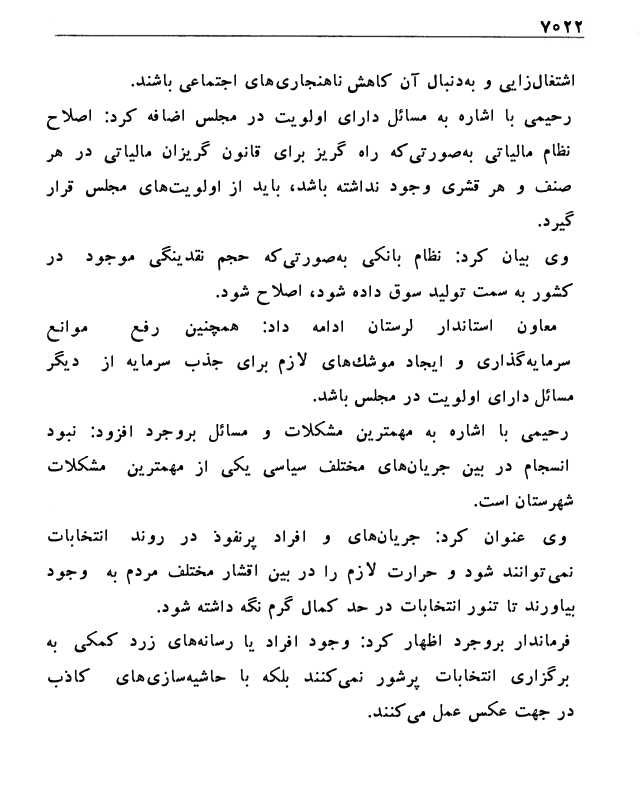 ۷۰۲۲
اشتغال‌زایی و به‌دنبال آن کاهش ناهنجاری‌های اجتماعی باشند.
رحیمی با اشاره به مسائل دارای اولویت در مجلس اضافه کرد: اصلاح
نظام مالیاتی به‌صورتی‌که راه گریز برای قانون گریزان مالیاتی در هر
صنف و هر قشری وجود نداشته باشد، باید از اولویت‌های مجلس قرار
گیرد.
وی بیان کرد: نظام بانکی به‌صورتی‌که حجم نقدینگی موجود در
کشور به سمت تولید سوق داده شود، اصلاح شود.
معاون استاندار لرستان ادامه داد: همچنین رفع موانع
سرمایه‌گذاری و ایجاد موشك‌های لازم برای جذب سرمایه از دیگر
مسائل دارای اولویت در مجلس باشد.
رحیمی با اشاره به مهمترین مشکلات و مسائل بروجرد افزود: نبود
انسجام در بین جریان‌های مختلف سیاسی یکی از مهمترین مشکلات
شهرستان است.
وی عنوان کرد: جریان‌های و افراد پرنفوذ در روند انتخابات
نمی‌توانند شود و حرارت لازم را در بین اقشار مختلف مردم به وجود
بیاورند تا تنور انتخابات در حد کمال گرم نگه داشته شود.
فرماندار بروجرد اظهار کرد: وجود افراد یا رسانه‌های زرد کمکی به
برگزاری انتخابات پرشور نمی‌کنند بلکه با حاشیه‌سازی‌های کاذب
در جهت عکس عمل می‌کنند.